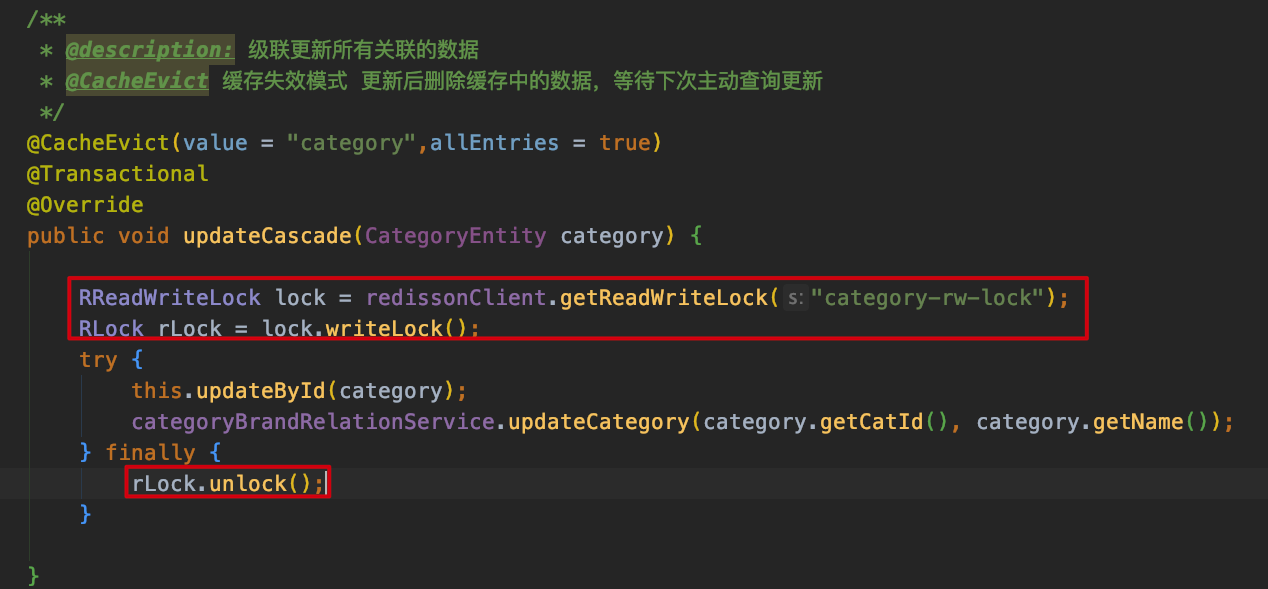 /**
 * @description: 级联更新所有关联的数据
 * @CacheEvict 缓存失效模式 更新后删除缓存中的数据，等待下次主动查询更新
 */
@CacheEvict(value = "category",allEntries = true)
@Transactional
@Override
public void updateCascade(CategoryEntity category) {
RReadWriteLock lock = redissonClient.getReadWriteLock( s: "category-rw-lock");
RLock rLock = lock.writeLock();
try {
this.updateById(category);
categoryBrandRelationService.updateCategory(category.getCatId(), category.getName());
} finally {
rLock.unlock();
}
}